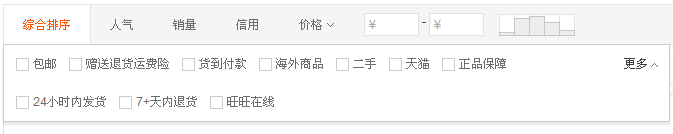 综合排序 人气 销量 信用 价格 ¥ - ¥
包邮 赠送退货运费险 货到付款 海外商品 二手 天猫 正品保障 更多
24小时内发货 7+天内退货 旺旺在线